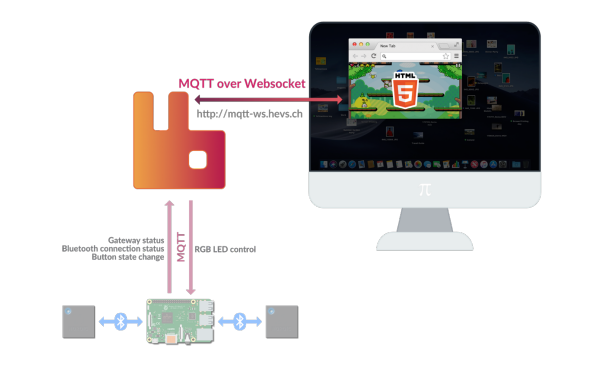 New Tab
HTML
5
MQTT over Websocket
http://mqtt-ws.hevs.ch
π
Gateway status
Bluetooth connection status
Button state change
MQTT
RGB LED control